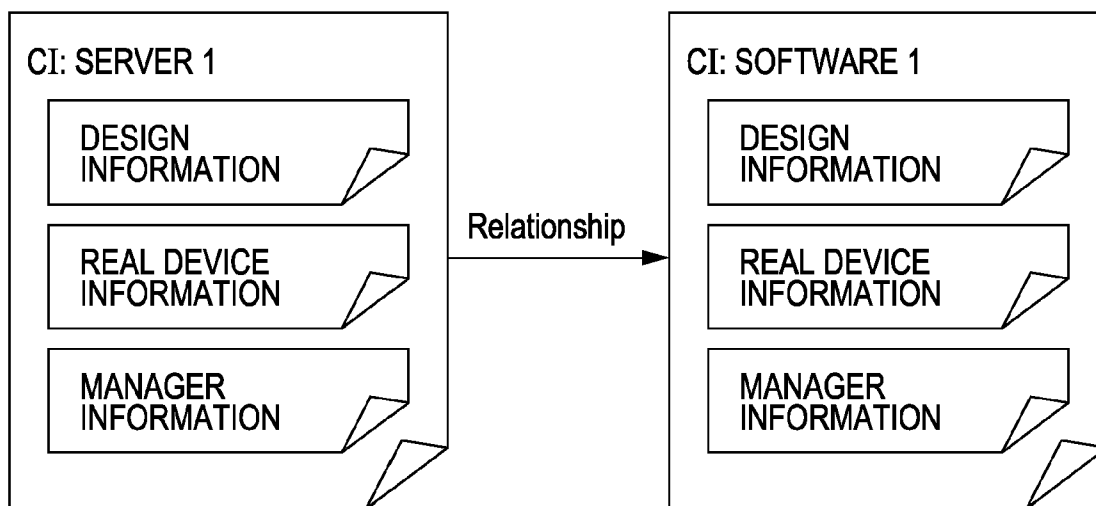 CI: SERVER 1
DESIGN
INFORMATION
REAL DEVICE
INFORMATION
MANAGER
INFORMATION
Relationship
CI: SOFTWARE 1
DESIGN
INFORMATION
REAL DEVICE
INFORMATION
MANAGER
INFORMATION